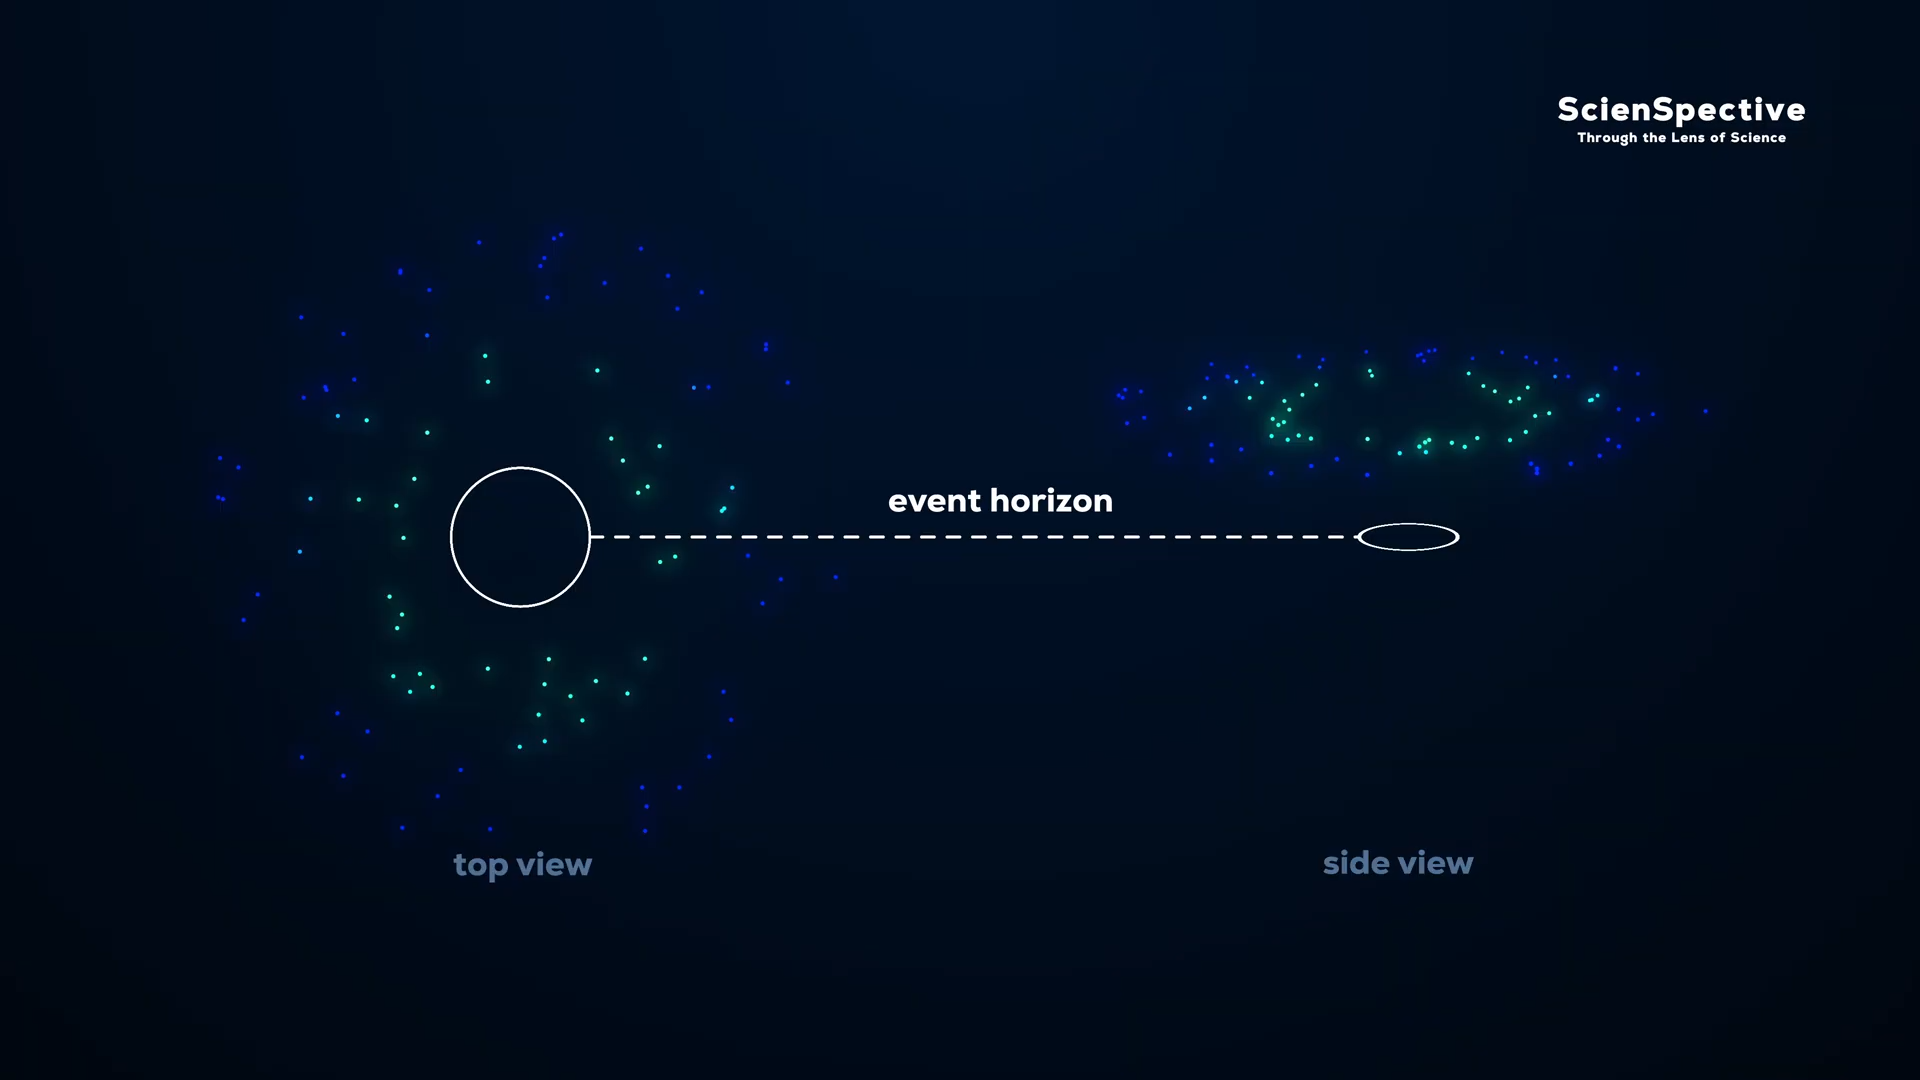 ScienSpective
Through the Lens of Science
event horizon
top view
side view